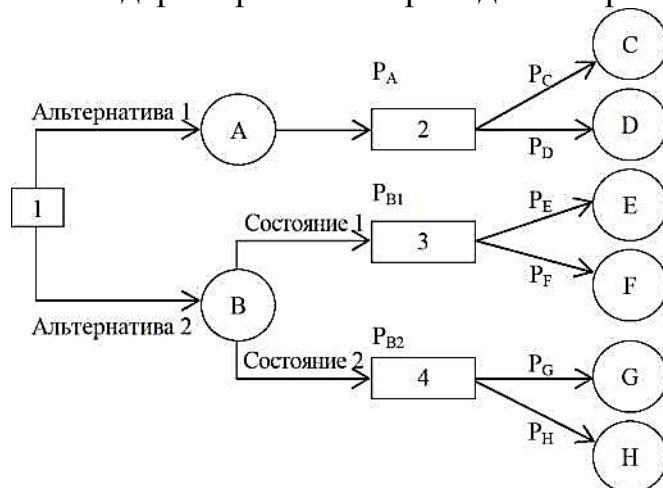 C
P_A
P_C
Альтернатива 1
A
2
D
P_D
1
P_B1
P_E
E
Состояние 1
3
B
P_F
F
Альтернатива 2
P_B2
Состояние 2
4
P_G
G
P_H
H